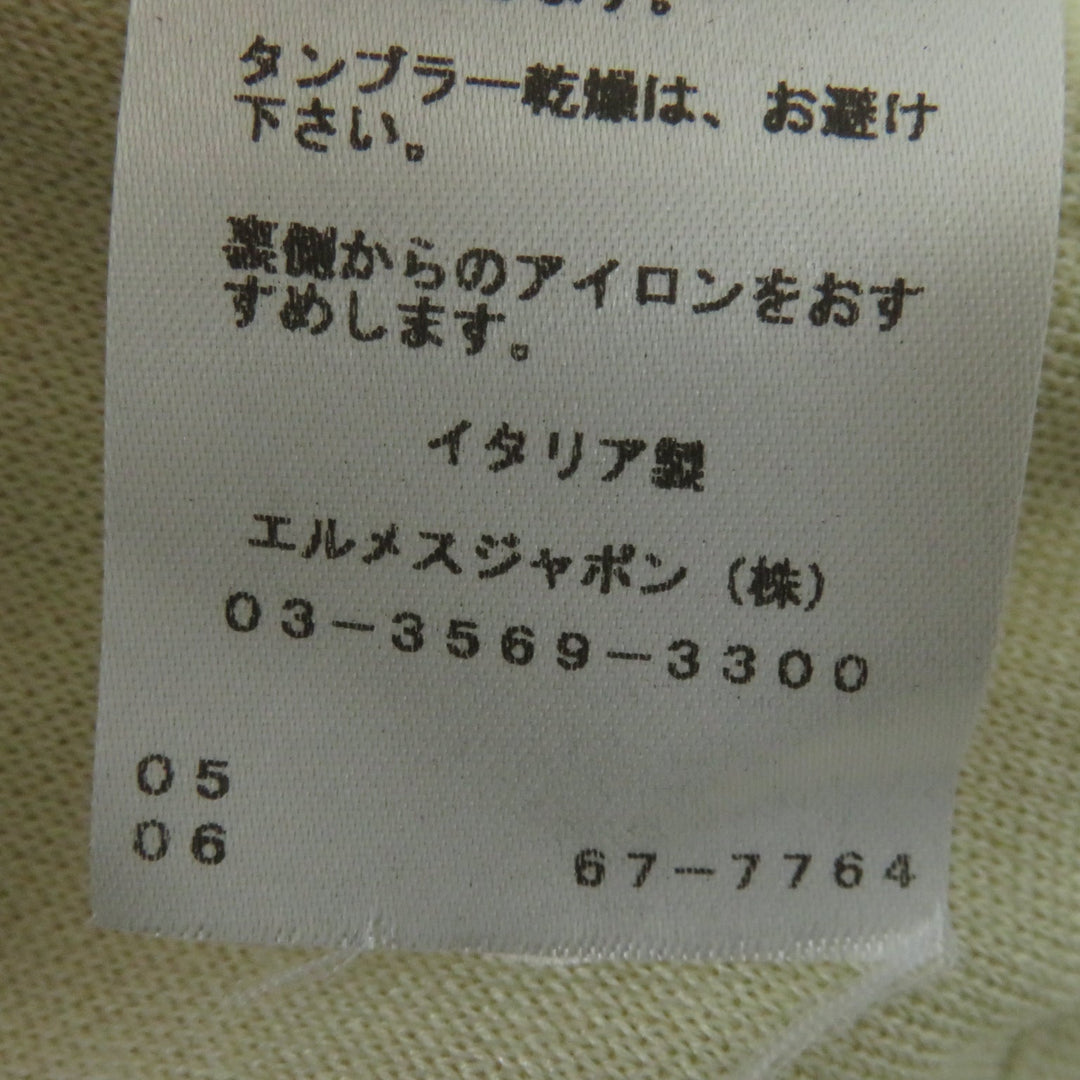 ます。
タンブラー乾燥は、お避け
下さい。
裏側からのアイロンをおす
すめします。
イタリア製
エルメスジャポン（株）
03-3569-3300
05
06
67-7764